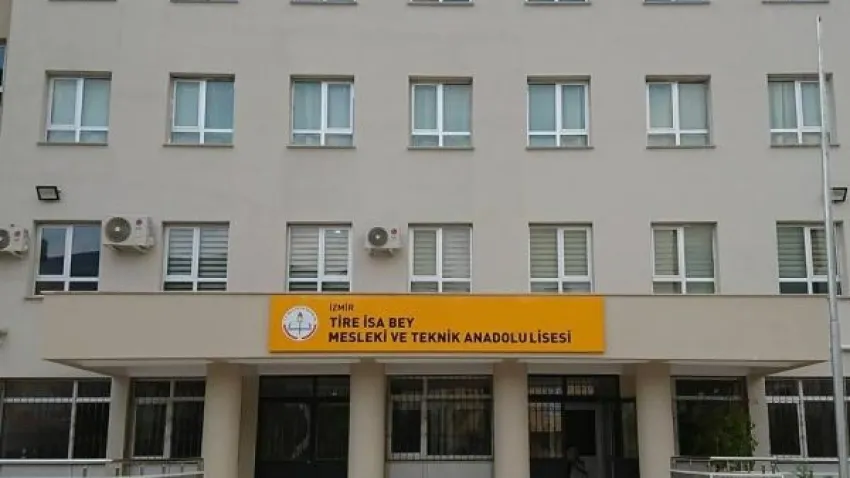 İZMİR
TİRE İSA BEY
MESLEKİ VE TEKNİK ANADOLU LİSESİ